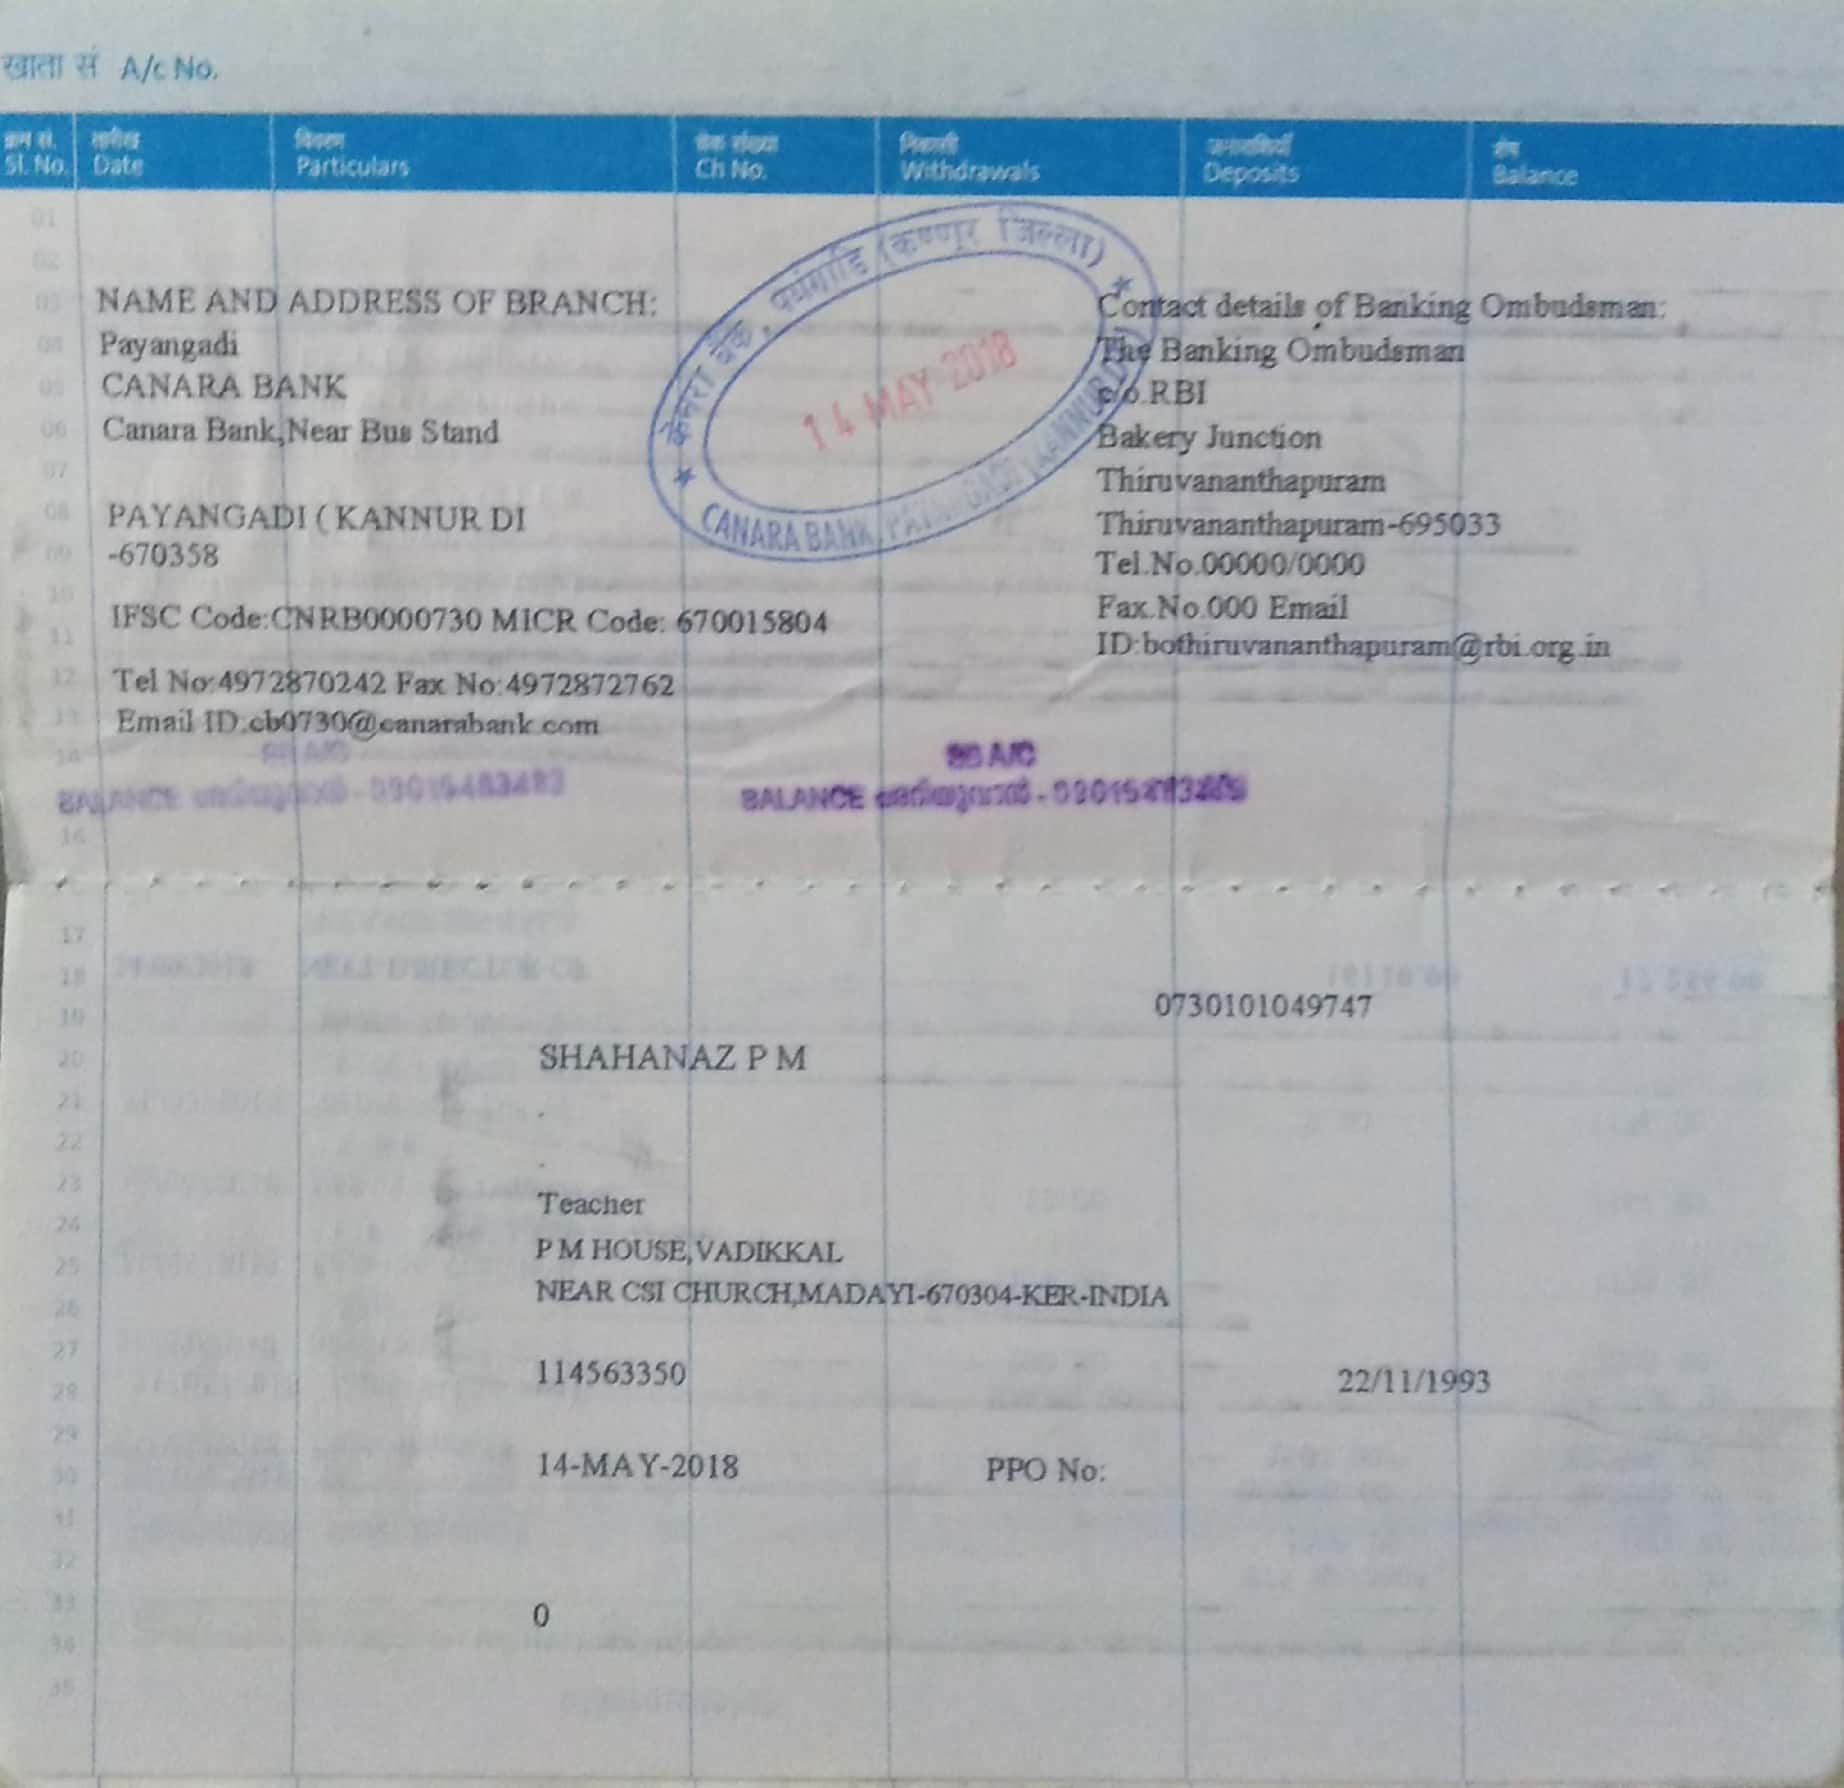 खाता सं A/c No.
क्रम सं. तारीख विवरण चेक संख्या निकासी जमाराशियाँ शेष
Sl. No. Date Particulars Ch No. Withdrawals Deposits Balance
01
02
03
04
05
06
07
08
09
10
11
12
13
14
16
NAME AND ADDRESS OF BRANCH:
Payangadi
CANARA BANK
Canara Bank,Near Bus Stand
PAYANGADI ( KANNUR DI
-670358
IFSC Code:CNRB0000730 MICR Code: 670015804
Tel No:4972870242 Fax No:4972872762
Email ID:cb0730@canarabank.com
केनरा बैंक, पयंगाडि (कण्णूर जिल्ला)
14 MAY 2018
CANARA BANK, PAYANGADI (KANNUR DT)
Contact details of Banking Ombudsman:
The Banking Ombudsman
c/o.RBI
Bakery Junction
Thiruvananthapuram
Thiruvananthapuram-695033
Tel.No.00000/0000
Fax.No.000 Email
ID:bothiruvananthapuram@rbi.org.in
SB A/C
BALANCE അറിയുവാൻ - 09015483483
SB A/C
BALANCE അറിയുവാൻ - 09015483483
17
18
19
20
21
22
23
24
25
26
27
28
29
30
31
32
33
34
35
0730101049747
SHAHANAZ P M
.
.
Teacher
P M HOUSE,VADIKKAL
NEAR CSI CHURCH,MADAYI-670304-KER-INDIA
114563350 22/11/1993
14-MAY-2018 PPO No:
0